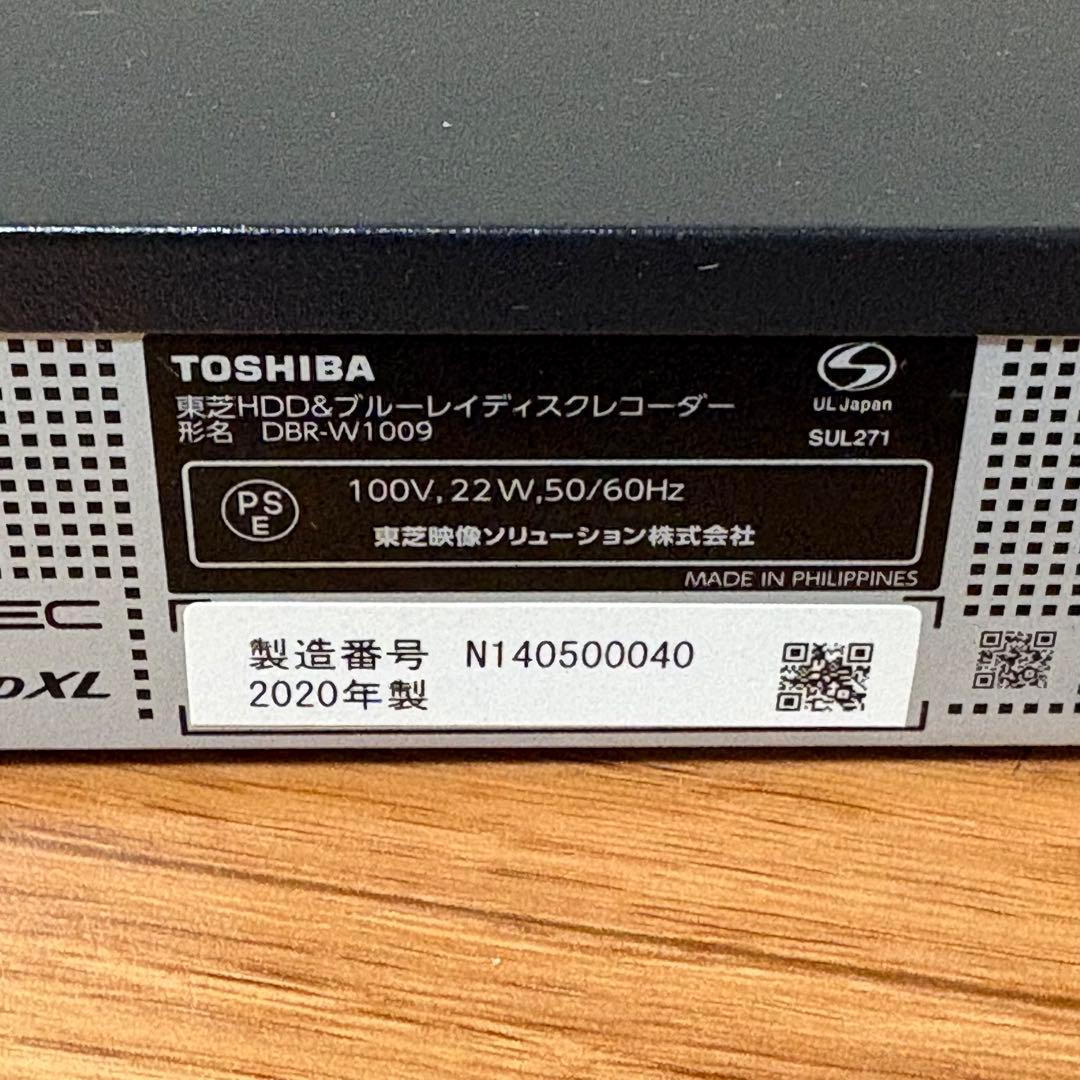 TOSHIBA
東芝HDD&ブルーレイディスクレコーダー
形名 DBR-W1009
UL Japan
SUL271
PS
E
100V, 22W, 50/60Hz
東芝映像ソリューション株式会社
MADE IN PHILIPPINES
EC
XL
製造番号 N140500040
2020年製